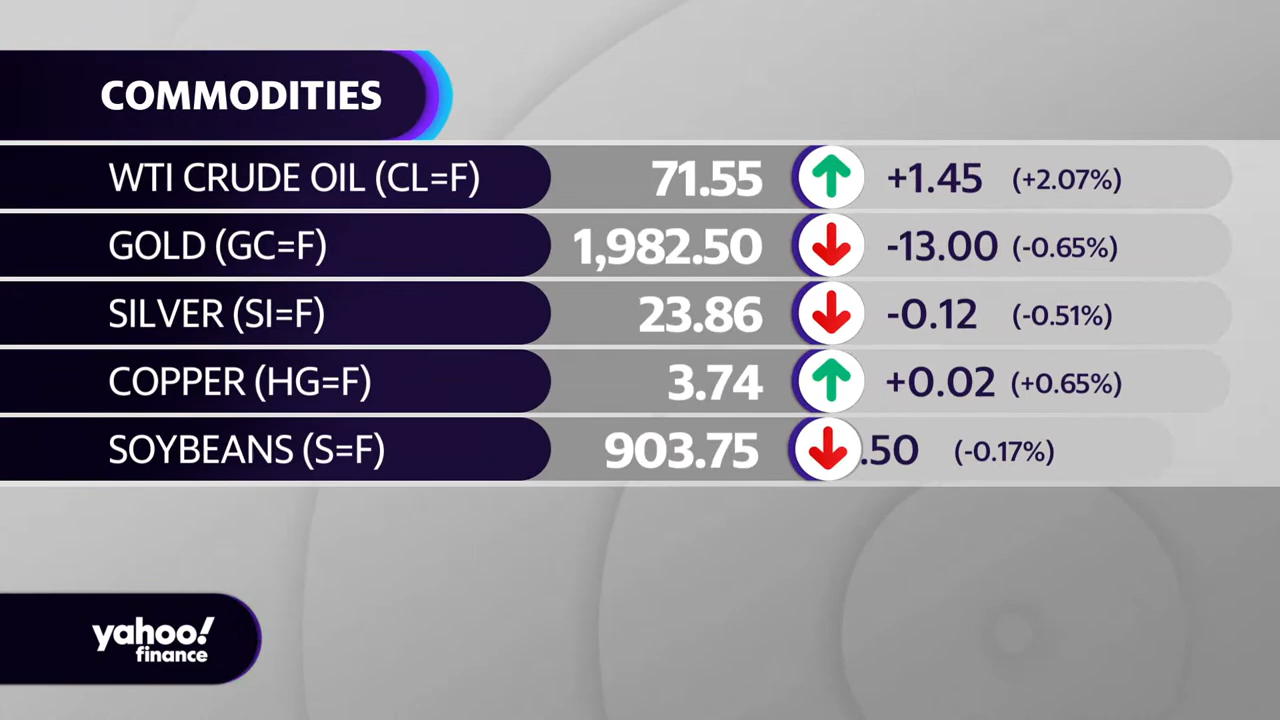 COMMODITIES
WTI CRUDE OIL (CL=F) 71.55 +1.45 (+2.07%)
GOLD (GC=F) 1,982.50 -13.00 (-0.65%)
SILVER (SI=F) 23.86 -0.12 (-0.51%)
COPPER (HG=F) 3.74 +0.02 (+0.65%)
SOYBEANS (S=F) 903.75 .50 (-0.17%)
yahoo!
finance